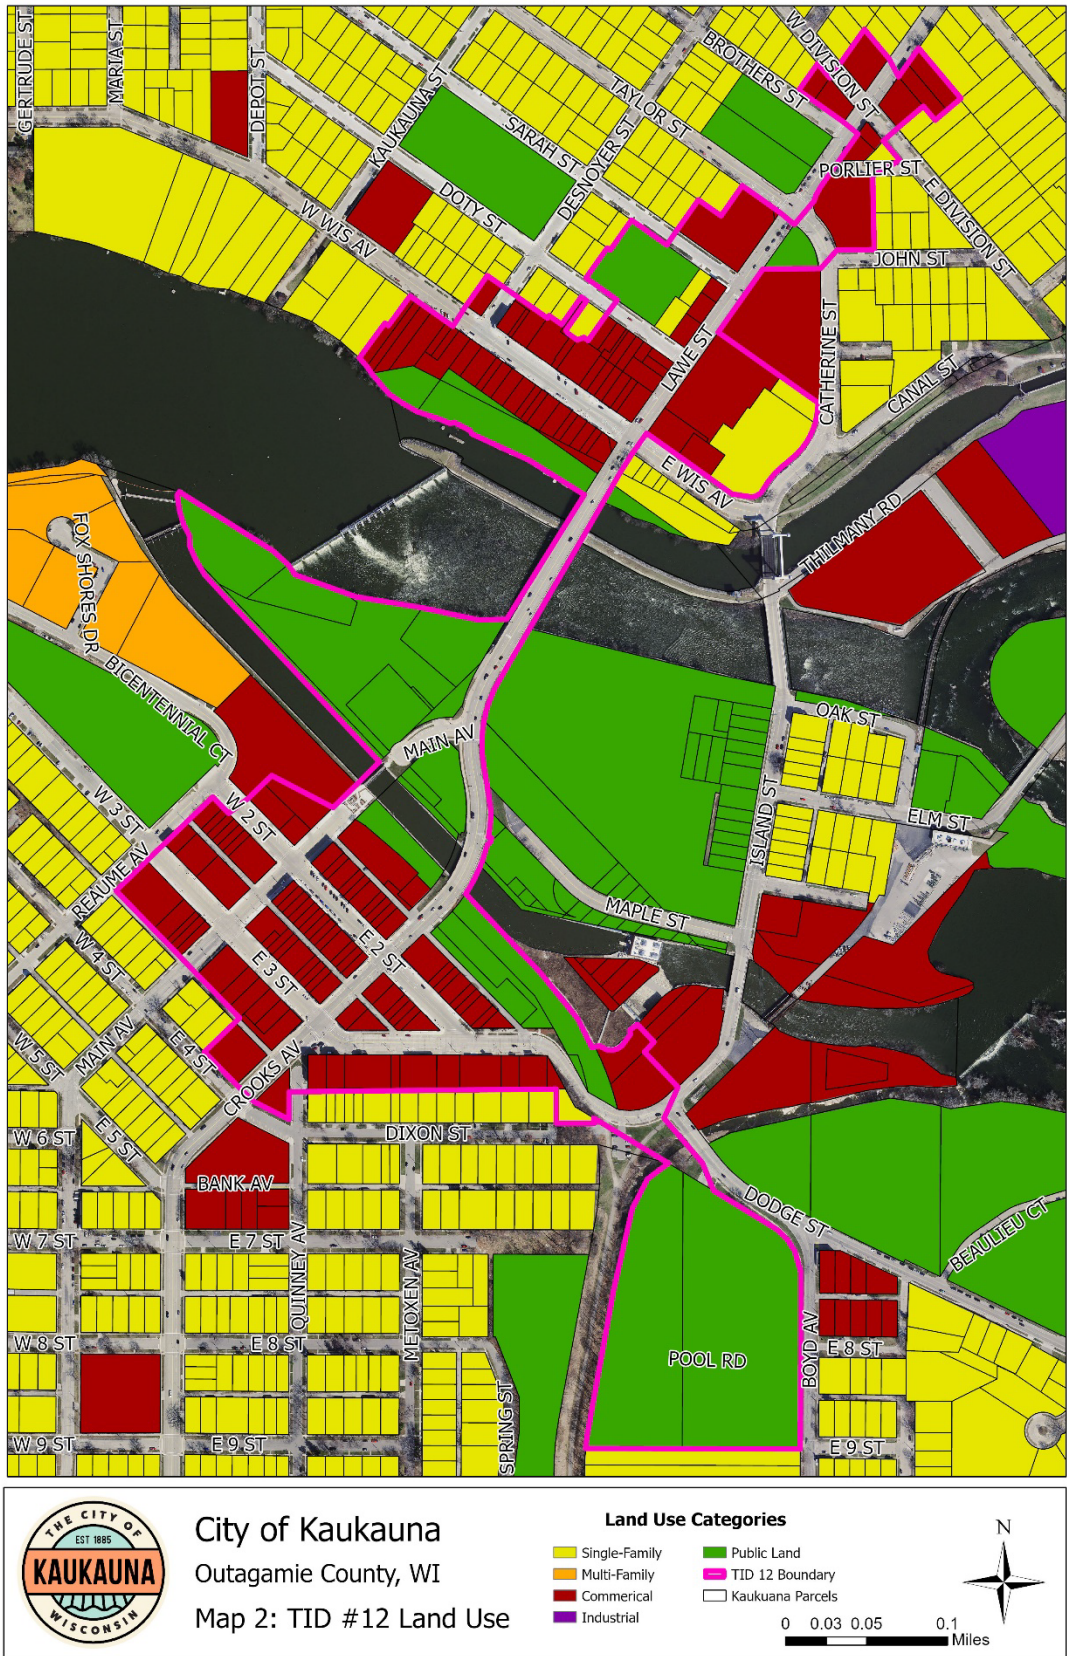 GERTRUDE ST
MARIA ST
DEPOT ST
KAUKAUNA ST
W DIVISION ST
BROTHERS ST
TAYLOR ST
SARAH ST
DESNOYER ST
DOTY ST
W WIS AV
PORLIER ST
E DIVISION ST
JOHN ST
LAWE ST
CATHERINE ST
CANAL ST
E WIS AV
THILMANY RD
FOX SHORES DR
BICENTENNIAL CT
MAIN AV
OAK ST
ISLAND ST
ELM ST
W 3 ST
W 2 ST
REAUME AV
MAPLE ST
W 4 ST
E 2 ST
E 3 ST
W 5 ST
MAIN AV
E 4 ST
CROOKS AV
W 6 ST
E 5 ST
DIXON ST
BANK AV
DODGE ST
BEAULIEU CT
W 7 ST
E 7 ST
QUINNEY AV
METOXEN AV
W 8 ST
E 8 ST
BOYD AV
E 8 ST
POOL RD
SPRING ST
W 9 ST
E 9 ST
E 9 ST
THE CITY OF
EST 1885
KAUKAUNA
WISCONSIN
City of Kaukauna
Outagamie County, WI
Map 2: TID #12 Land Use
Land Use Categories
Single-Family
Multi-Family
Commerical
Industrial
Public Land
TID 12 Boundary
Kaukuana Parcels
N
0 0.03 0.05 0.1
Miles